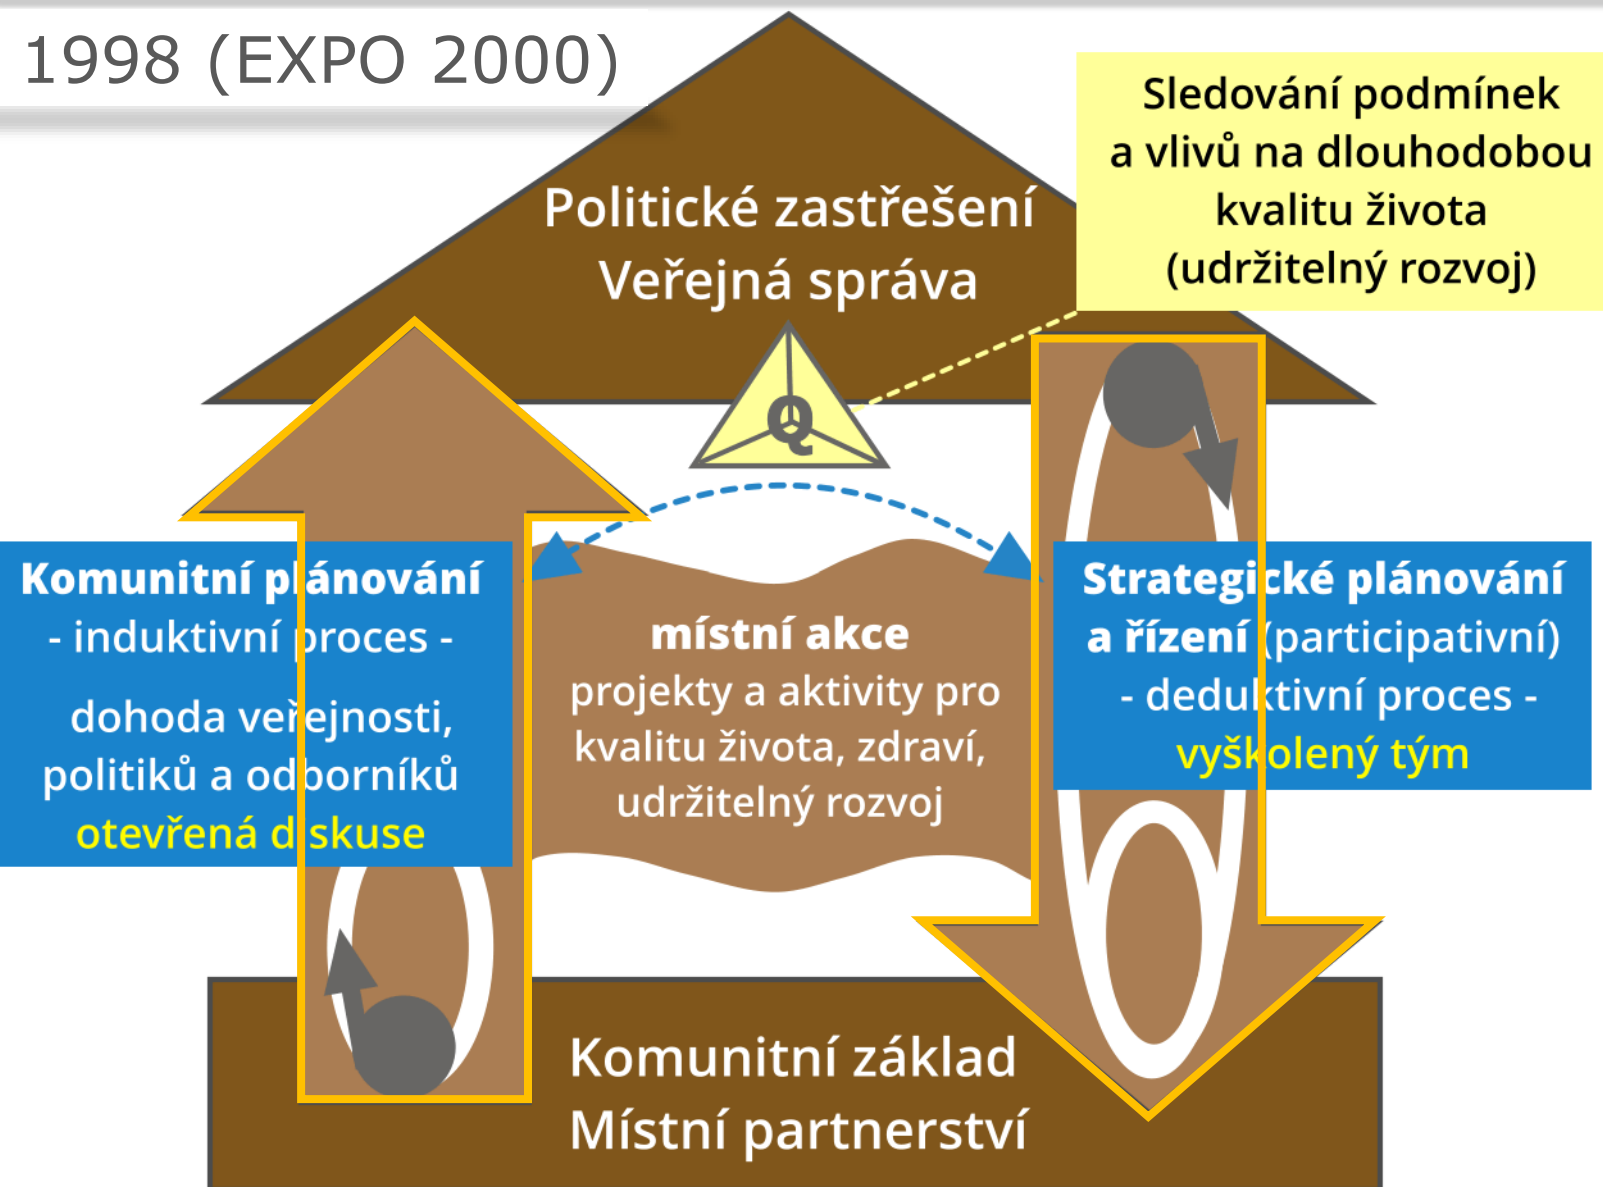 1998 (EXPO 2000)
Sledování podmínek
a vlivů na dlouhodobou
kvalitu života
(udržitelný rozvoj)
Politické zastřešení
Veřejná správa
Q
Komunitní plánování
- induktivní proces -
dohoda veřejnosti,
politiků a odborníků
otevřená diskuse
místní akce
projekty a aktivity pro
kvalitu života, zdraví,
udržitelný rozvoj
Strategické plánování
a řízení (participativní)
- deduktivní proces -
vyškolený tým
Komunitní základ
Místní partnerství